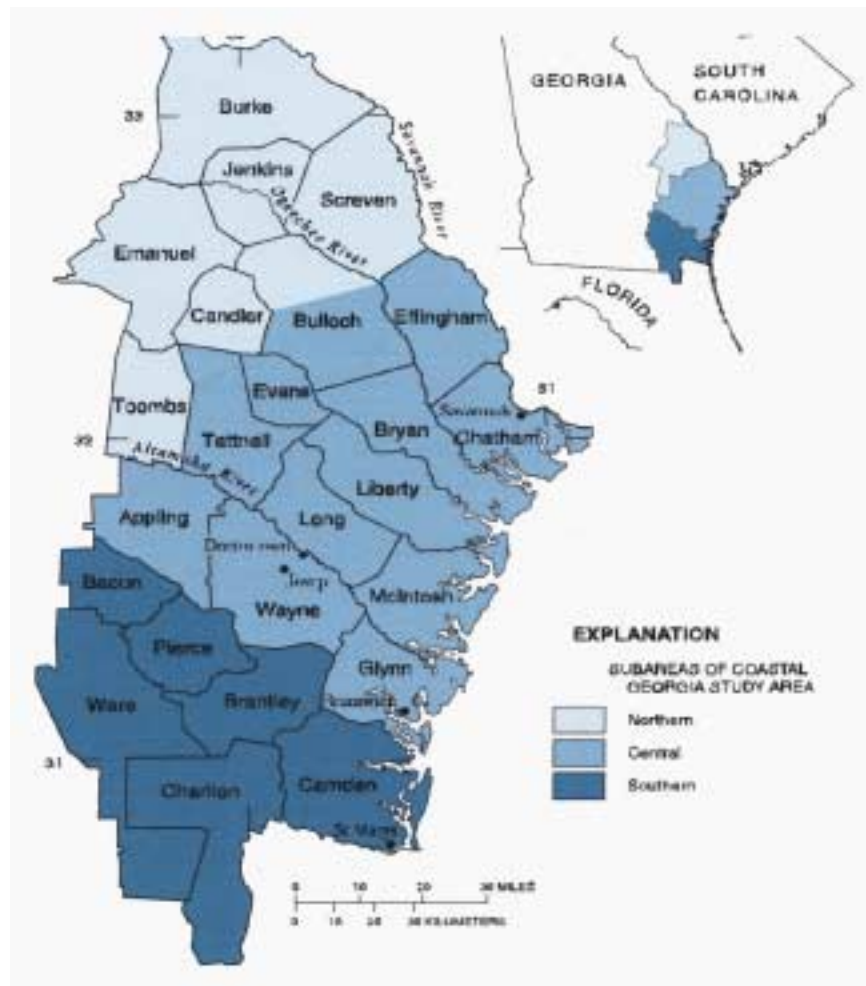 GEORGIA
SOUTH
CAROLINA
FLORIDA
33
Burke
Jenkins
Screven
Savannah River
Ogeechee River
Emanuel
Candler
Bulloch
Effingham
Toombs
Evans
Tattnall
81
Savannah
Chatham
Bryan
32
Altamaha River
Liberty
Long
Appling
Jesup
Wayne
McIntosh
Bacon
Pierce
Glynn
Brunswick
Ware
Brantley
31
Charlton
Camden
St. Marys
EXPLANATION
SUBAREAS OF COASTAL
GEORGIA STUDY AREA
Northern
Central
Southern
0 10 20 30 MILES
0 10 20 30 KILOMETERS